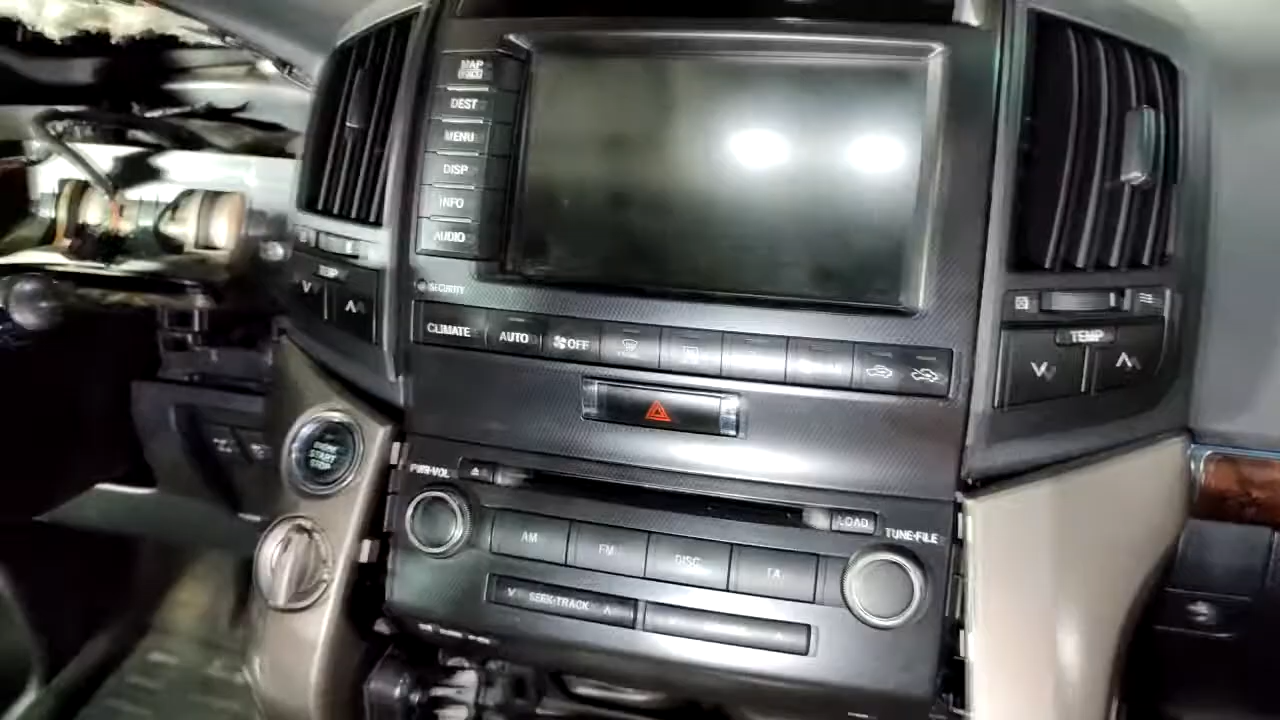 MAP
DEST
MENU
DISP
INFO
AUDIO
SECURITY
TEMP
CLIMATE
AUTO
OFF
TEMP
START
STOP
PWR·VOL
LOAD
TUNE·FILE
AM
FM
DISC
TA
SEEK·TRACK